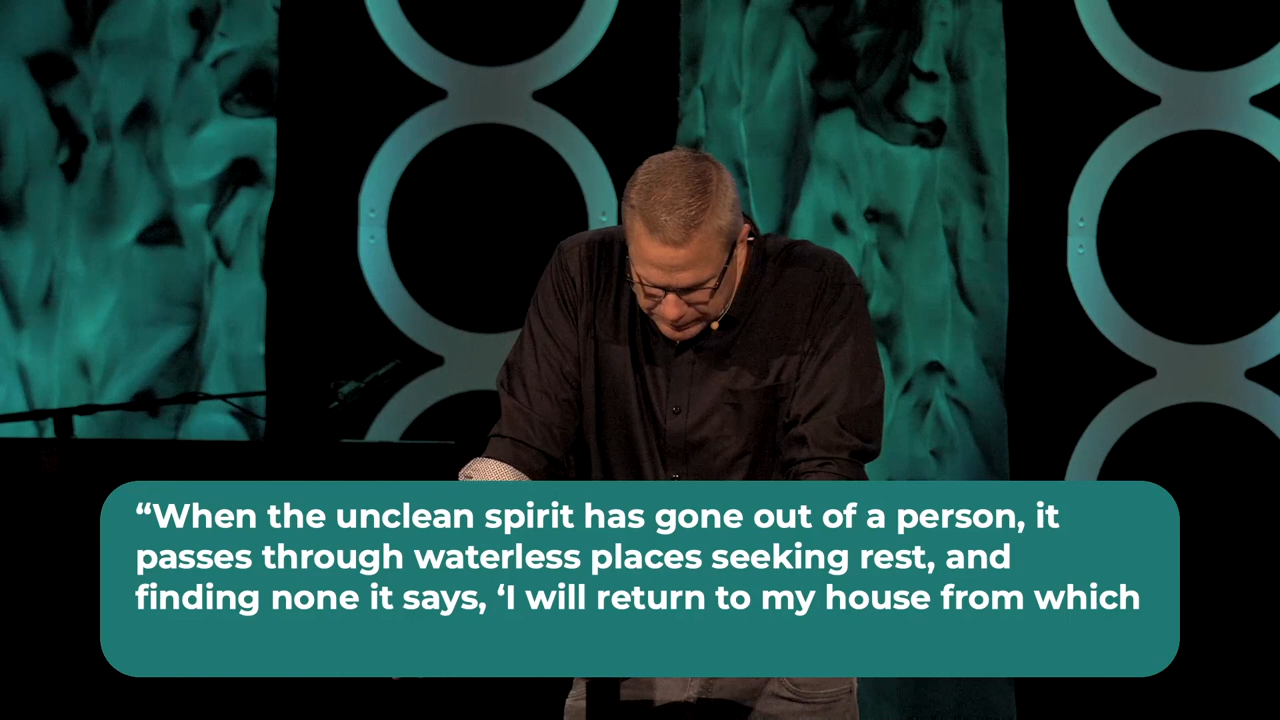 “When the unclean spirit has gone out of a person, it
passes through waterless places seeking rest, and
finding none it says, ‘I will return to my house from which